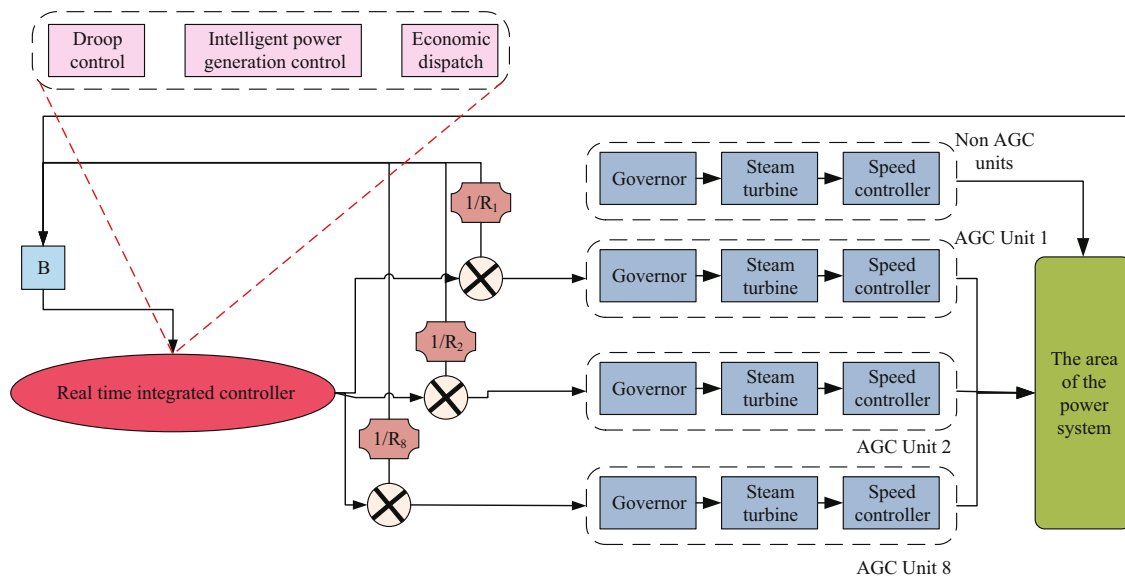 Droop
control
Intelligent power
generation control
Economic
dispatch
Non AGC
units
Governor
Steam
turbine
Speed
controller
1/R₁
AGC Unit 1
B
Governor
Steam
turbine
Speed
controller
1/R₂
Real time integrated controller
Governor
Steam
turbine
Speed
controller
The area
of the
power
system
1/R₈
AGC Unit 2
Governor
Steam
turbine
Speed
controller
AGC Unit 8